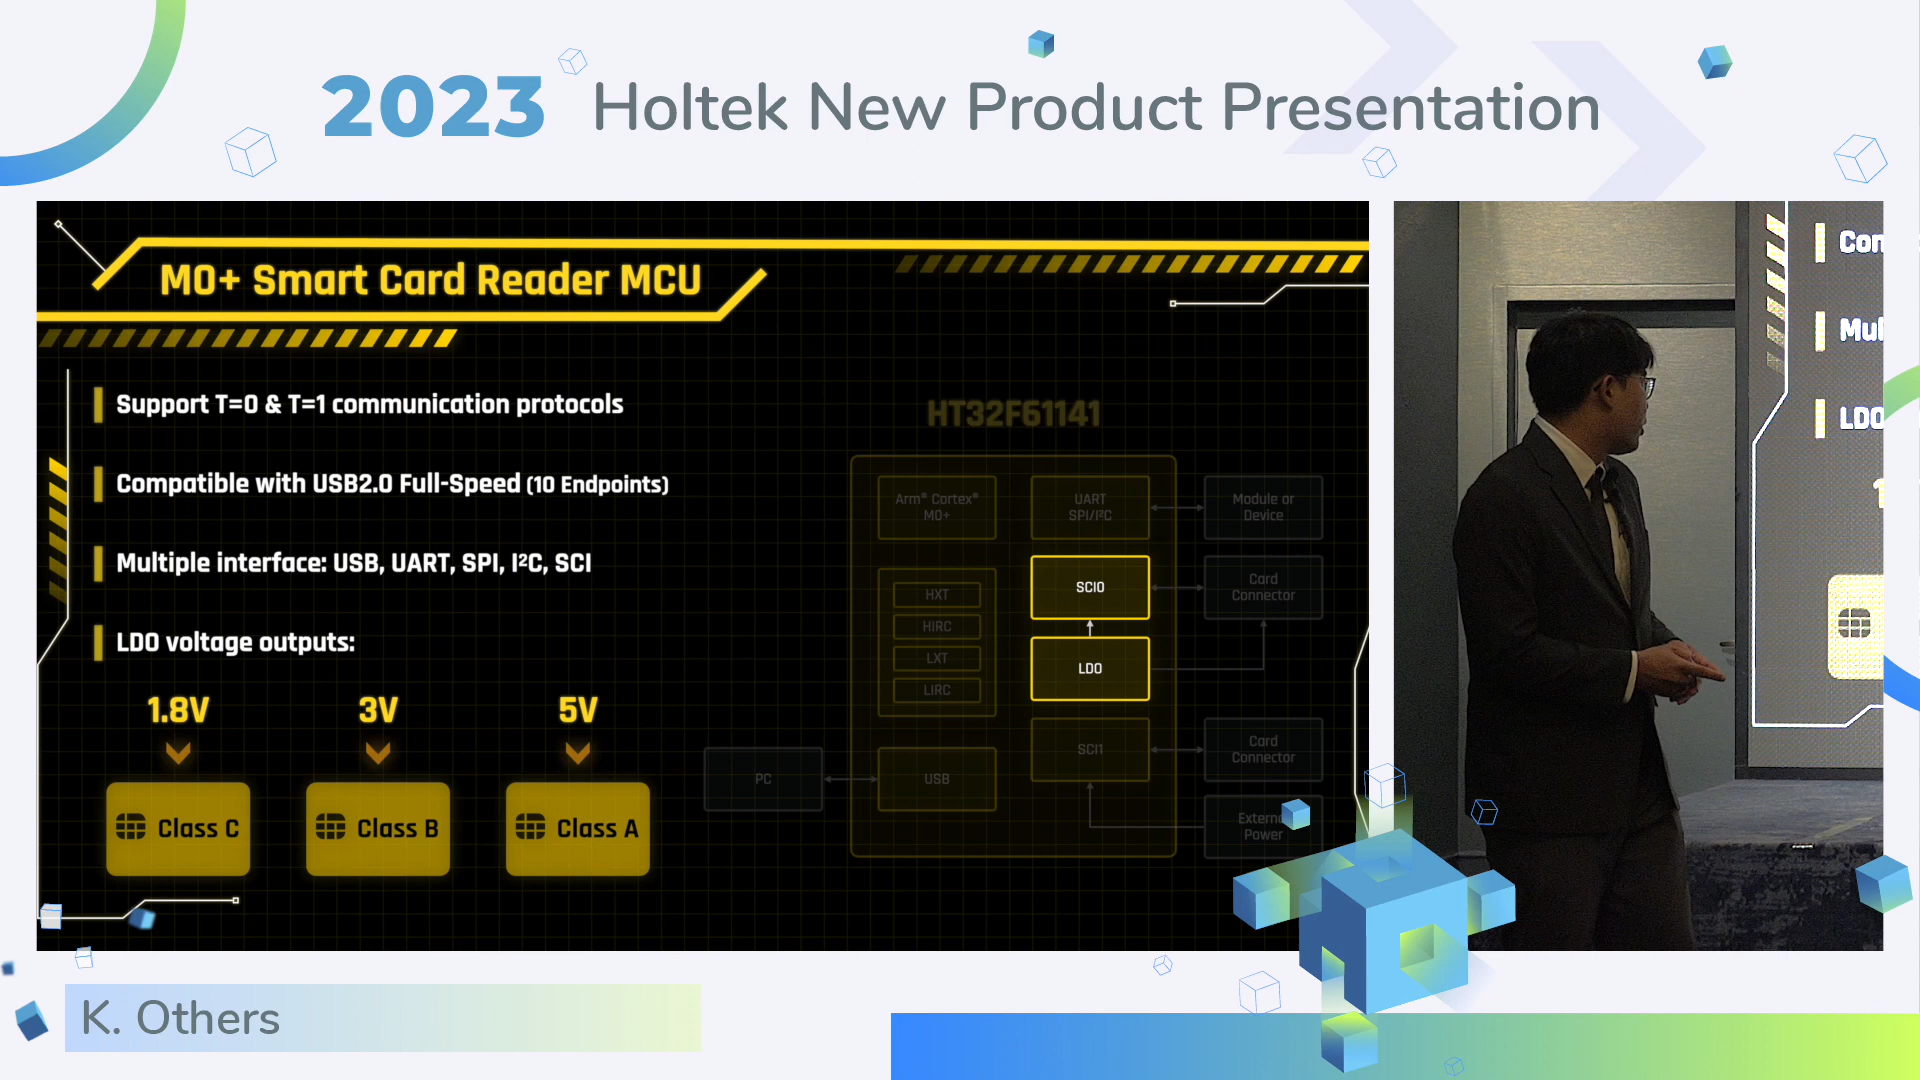 2023 Holtek New Product Presentation
M0+ Smart Card Reader MCU
Support T=0 & T=1 communication protocols
Compatible with USB2.0 Full-Speed (10 Endpoints)
Multiple interface: USB, UART, SPI, I²C, SCI
LDO voltage outputs:
1.8V
3V
5V
Class C
Class B
Class A
HT32F61141
Arm® Cortex®
M0+
UART
SPI/I²C
Module or
Device
HXT
HIRC
LXT
LIRC
SCI0
Card
Connector
LDO
PC
USB
SCI1
Card
Connector
External
Power
Con
Mul
LDO
1
K. Others